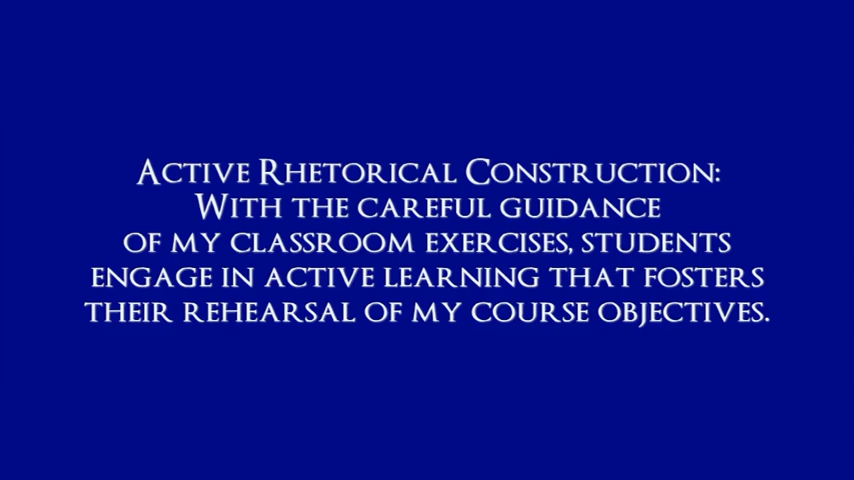 Active Rhetorical Construction:
With the careful guidance
of my classroom exercises, students
engage in active learning that fosters
their rehearsal of my course objectives.